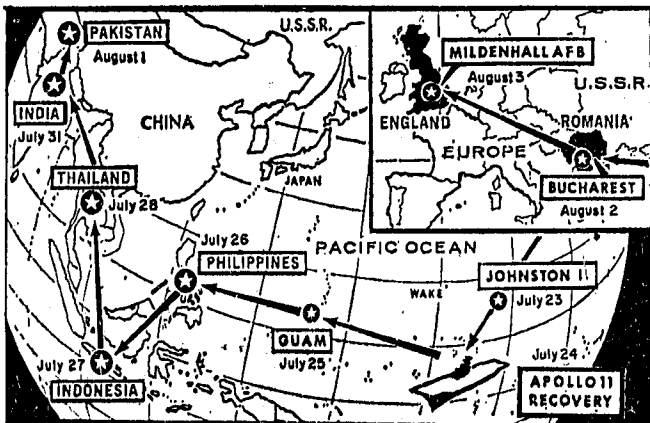 PAKISTAN
August 1
U.S.S.R.
INDIA
July 31
CHINA
THAILAND
July 28
JAPAN
July 26
PHILIPPINES
PACIFIC OCEAN
WAKE
JOHNSTON I.
July 23
GUAM
July 25
July 27
INDONESIA
July 24
APOLLO 11
RECOVERY
MILDENHALL AFB
August 3
U.S.S.R.
ENGLAND
ROMANIA
EUROPE
BUCHAREST
August 2